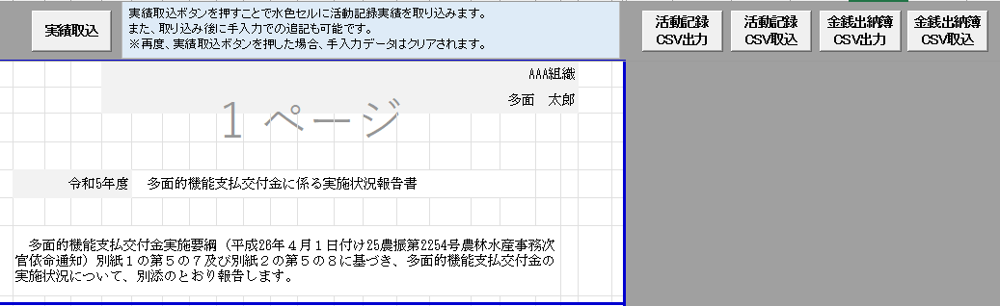 実績取込
実績取込ボタンを押すことで水色セルに活動記録実績を取り込みます。
また、取り込み後に手入力での追記も可能です。
※再度、実績取込ボタンを押した場合、手入力データはクリアされます。
活動記録
CSV出力
活動記録
CSV取込
金銭出納簿
CSV出力
金銭出納簿
CSV取込
AAA組織
多面　太郎
1 ページ
令和5年度　多面的機能支払交付金に係る実施状況報告書
多面的機能支払交付金実施要綱（平成26年４月１日付け25農振第2254号農林水産事務次
官依命通知）別紙１の第５の７及び別紙２の第５の８に基づき、多面的機能支払交付金の
実施状況について、別添のとおり報告します。